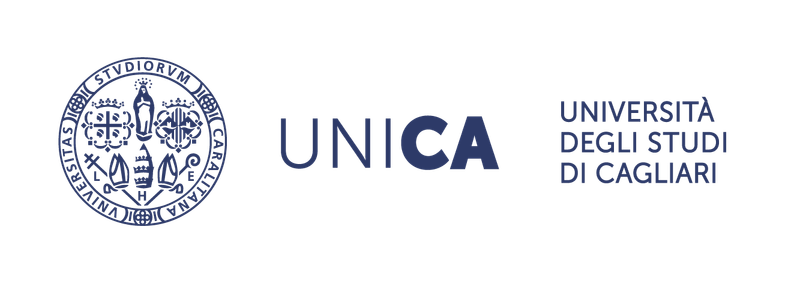 VNIVERSITAS STVDIORVM CARALITANA
L H E
UNICA
UNIVERSITÀ
DEGLI STUDI
DI CAGLIARI